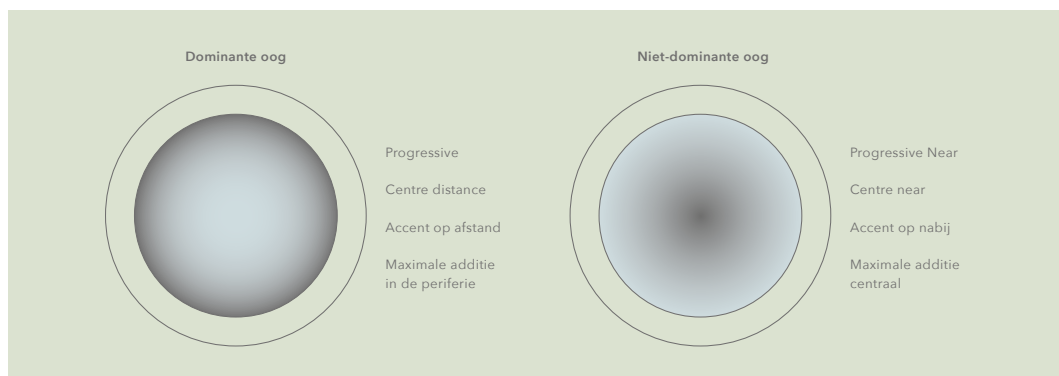 Dominante oog
Progressive
Centre distance
Accent op afstand
Maximale additie
in de periferie
Niet-dominante oog
Progressive Near
Centre near
Accent op nabij
Maximale additie
centraal